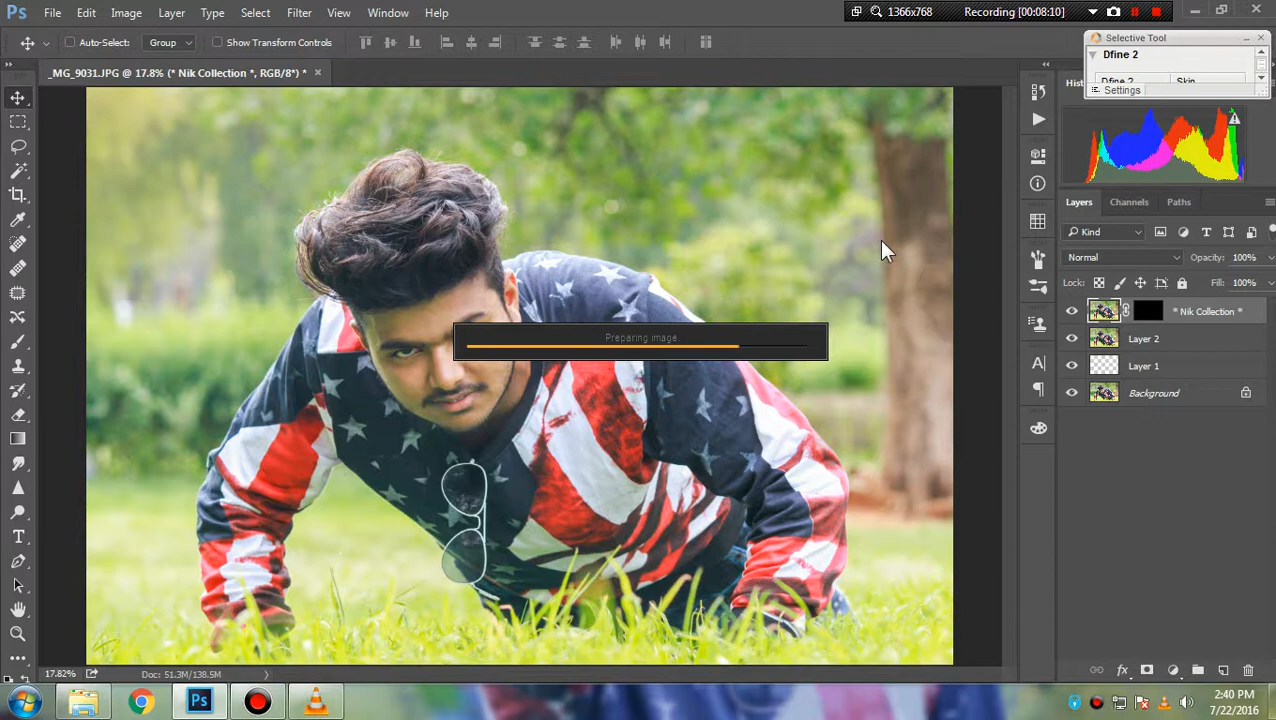 Ps File Edit Image Layer Type Select Filter View Window Help
1366x768 Recording [00:08:10]
Auto-Select: Group Show Transform Controls
Selective Tool
Dfine 2
Dfine 2 Skin
Settings
_MG_9031.JPG @ 17.8% (* Nik Collection *, RGB/8*) * ×
Layers Channels Paths
Kind
Normal Opacity: 100%
Lock: Fill: 100%
* Nik Collection *
Preparing image.
Layer 2
Layer 1
Background
17.82% Doc: 51.3M/138.5M
Ps
2:40 PM
7/22/2016